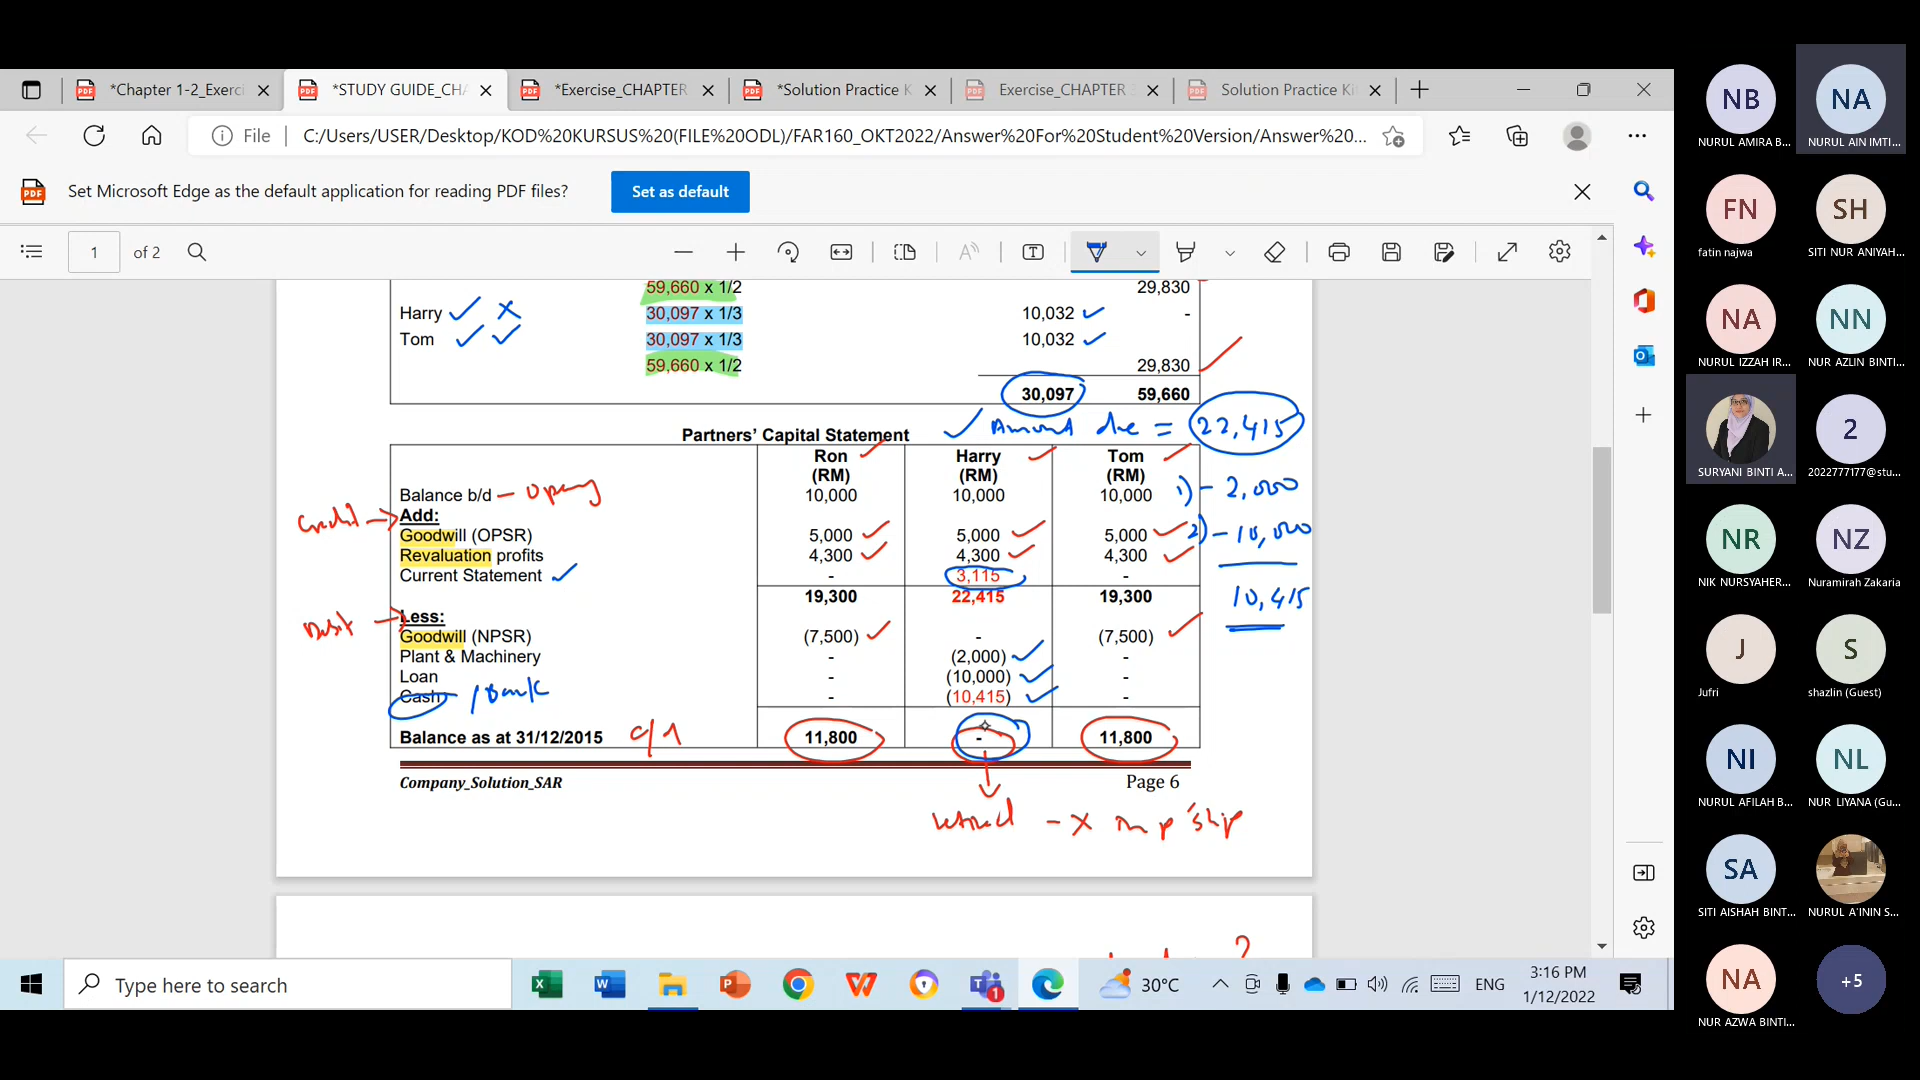 *Chapter 1-2_Exerci
*STUDY GUIDE_CHA
*Exercise_CHAPTER
*Solution Practice K
Exercise_CHAPTER
Solution Practice Ki
File
C:/Users/USER/Desktop/KOD%20KURSUS%20(FILE%20ODL)/FAR160_OKT2022/Answer%20For%20Student%20Version/Answer%20...
Set Microsoft Edge as the default application for reading PDF files?
Set as default
1 of 2
59,660 x 1/2 29,830
Harry 30,097 x 1/3 10,032 -
Tom 30,097 x 1/3 10,032
59,660 x 1/2 29,830
30,097 59,660
Amount due = 22,415
Partners' Capital Statement
Ron Harry Tom
(RM) (RM) (RM)
Balance b/d - 10,000 10,000 10,000 1) - 2,000
Credit → Add:
Goodwill (OPSR) 5,000 5,000 5,000 2) - 10,000
Revaluation profits 4,300 4,300 4,300
Current Statement - 3,115 -
19,300 22,415 19,300 10,415
Debit → Less:
Goodwill (NPSR) (7,500) - (7,500)
Plant & Machinery - (2,000) -
Loan - (10,000) -
Cash / Bank - (10,415) -
Balance as at 31/12/2015 11,800 - 11,800
Company_Solution_SAR Page 6
- X in p'ship
?
Type here to search
30°C
ENG
3:16 PM
1/12/2022
NB
NURUL AMIRA B...
NA
NURUL AIN IMTI...
FN
fatin najwa
SH
SITI NUR ANIYAH...
NA
NURUL IZZAH IR...
NN
NUR AZLIN BINTI...
SURYANI BINTI A...
2
2022777177@stu...
NR
NIK NURSYAHER...
NZ
Nuramirah Zakaria
J
Jufri
S
shazlin (Guest)
NI
NURUL AFILAH B...
NL
NUR LIYANA (Gu...
SA
SITI AISHAH BINT...
NURUL A'ININ S...
NA
NUR AZWA BINTI...
+5